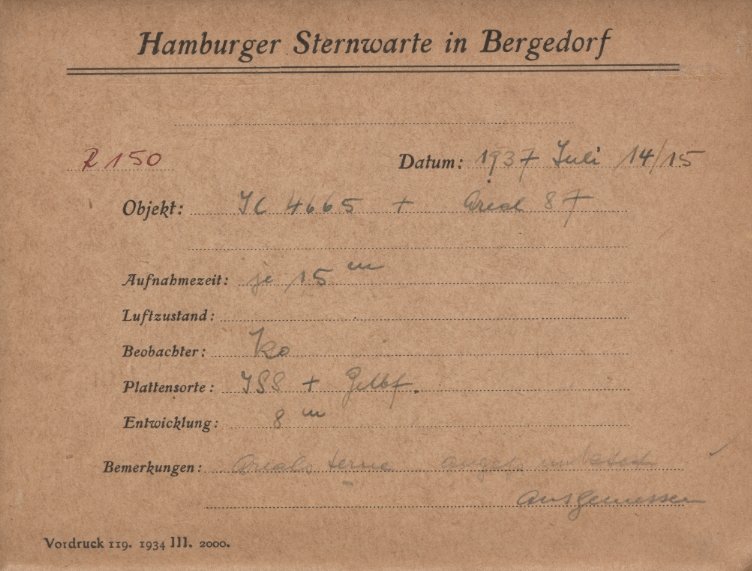 Hamburger Sternwarte in Bergedorf
R 150
Datum: 1937 Juli 14/15
Objekt: IC 4665 + Areal 87
Aufnahmezeit: je 15 m
Luftzustand:
Beobachter: Ko
Plattensorte: ISS + Gelbf.
Entwicklung: 8 m
Bemerkungen: Arealsterne
ausgemessen
Vordruck 119. 1934 III. 2000.